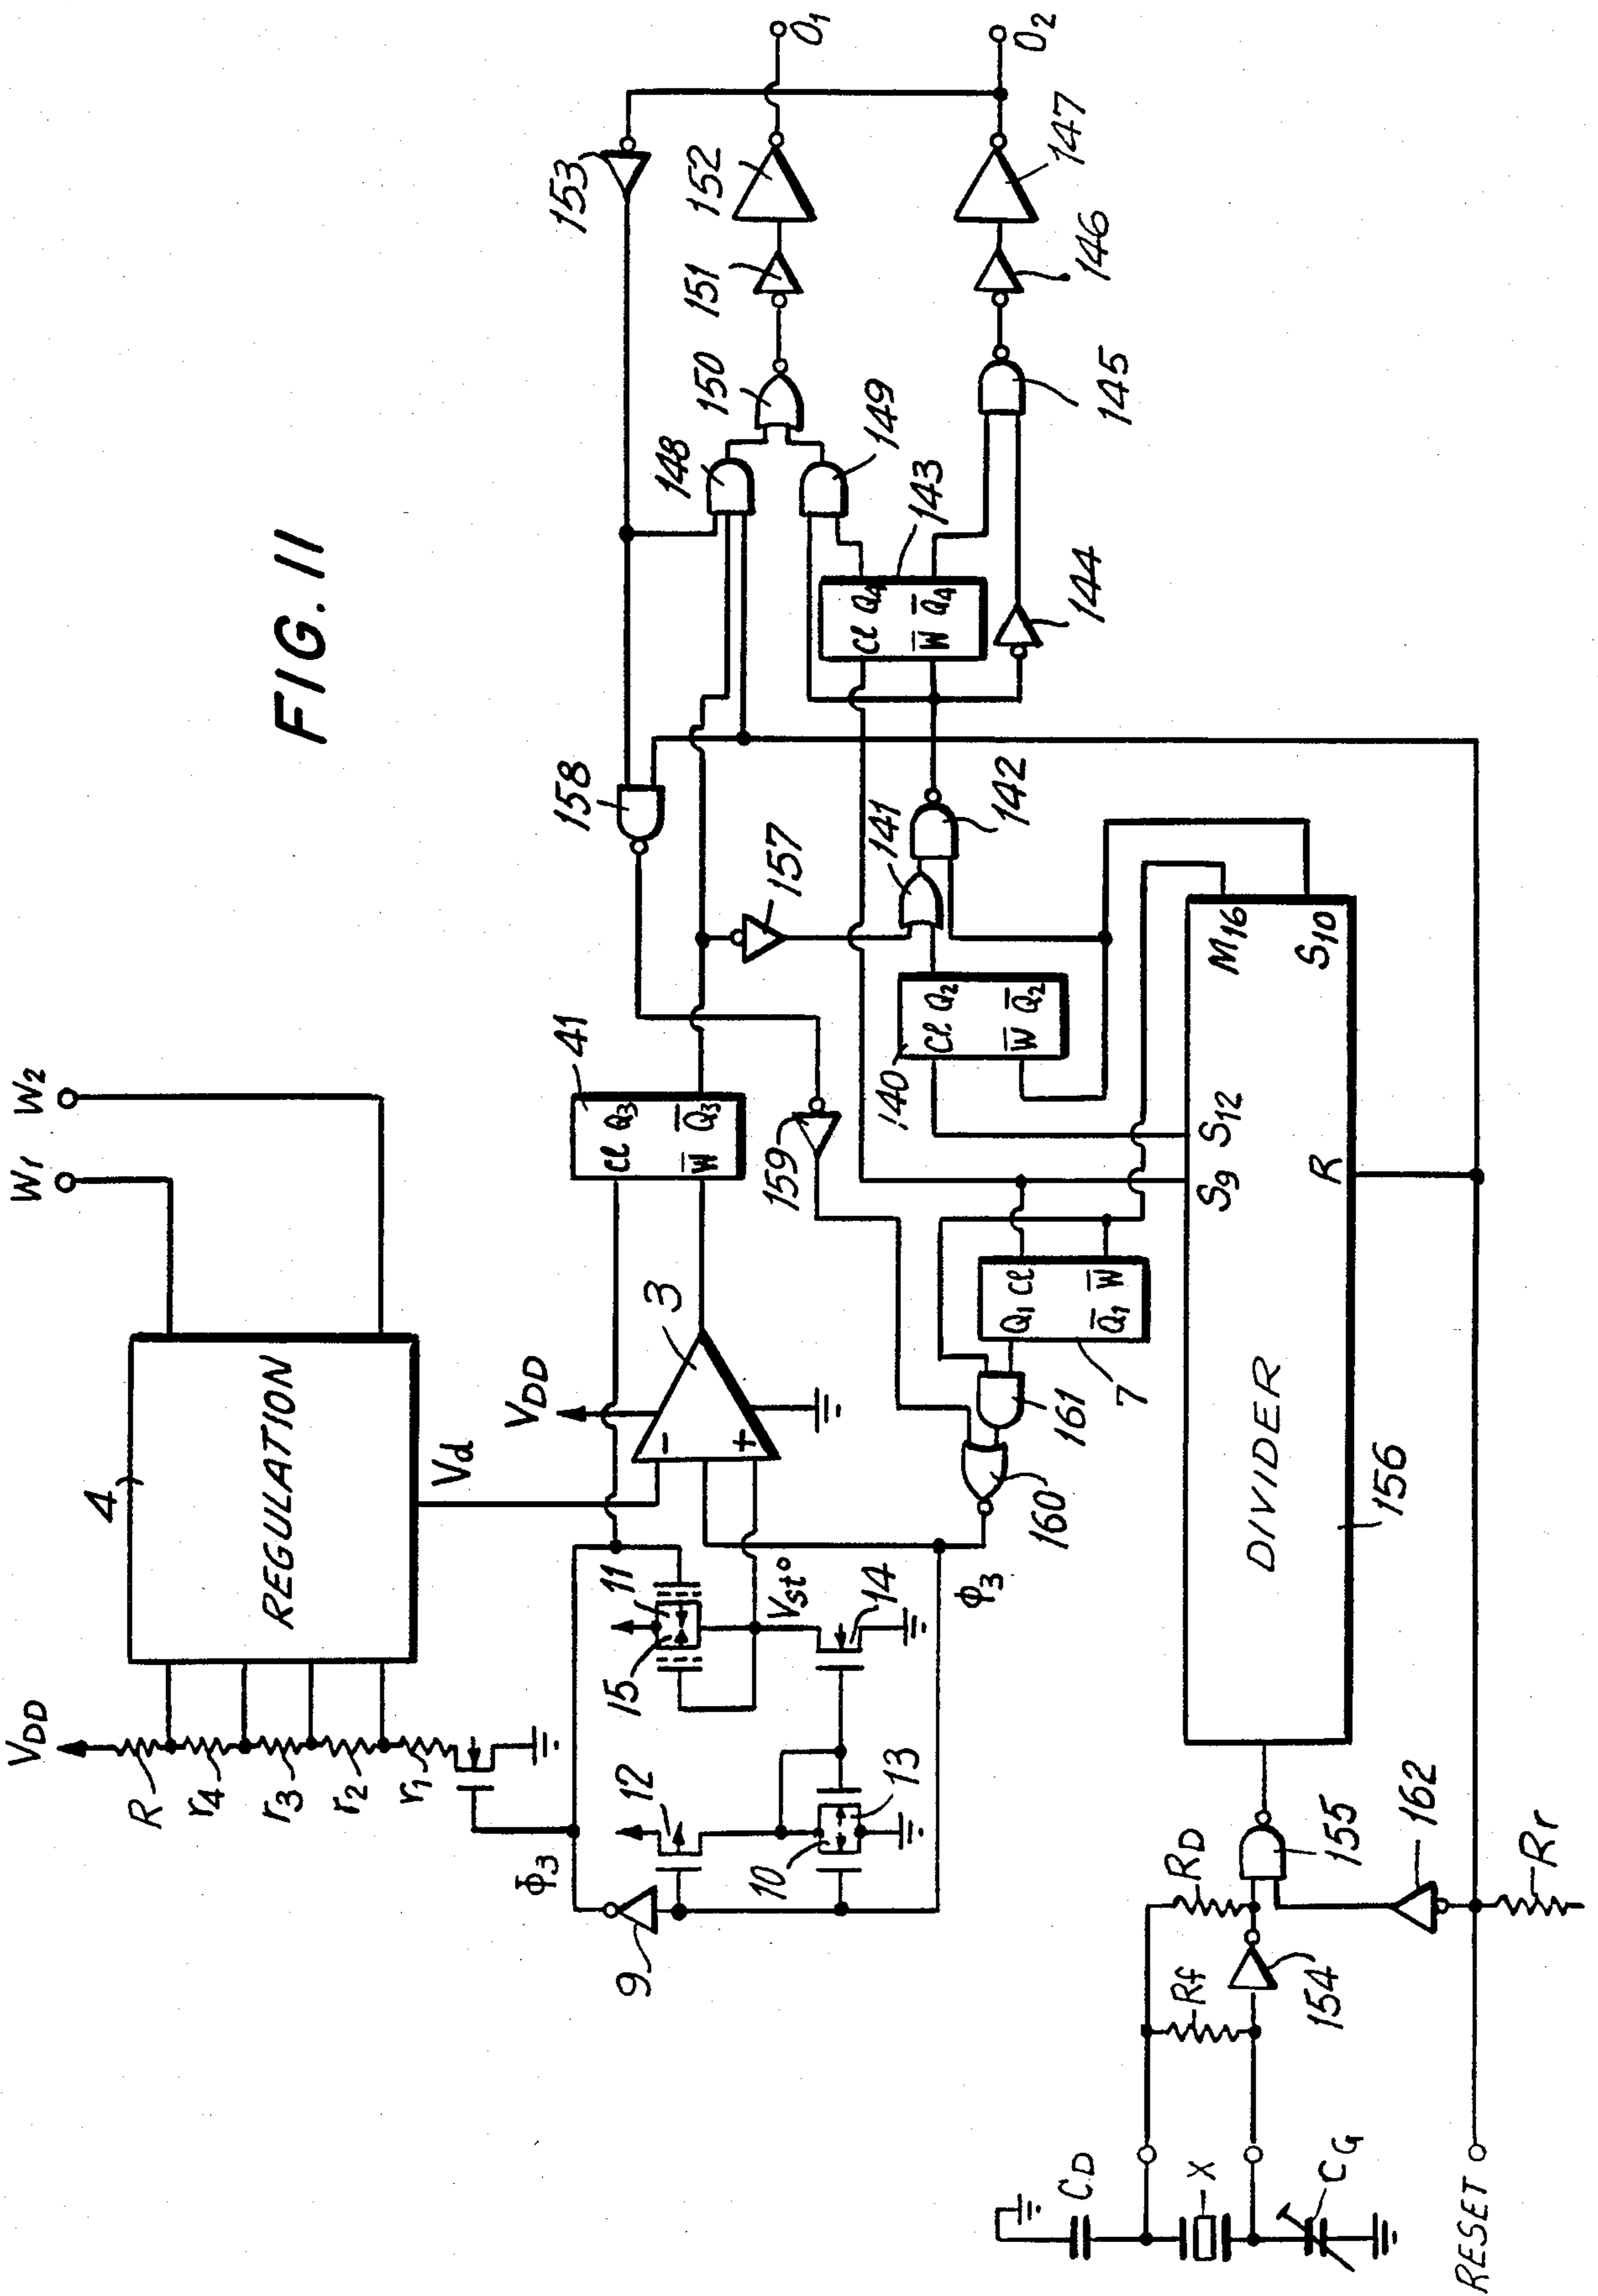 FIG. 11
W1
W2
4
REGULATION
VDD
R
r4
r3
r2
r1
Vd
VDD
3
−
+
41
Cl Q3
W̅ Q̅3
Φ̅3
9
12
10
13
15
11
14
Vst°
Φ3
153
158
148
150
151
152
O1
O2
149
143
Cl Q4
W̅ Q̅4
144
145
146
147
157
141
142
140
Cl Q2
W̅ Q̅2
159
160
161
7
Q1 Cl
Q̅1 W̅
M16
S10
S12
S9
R
DIVIDER
156
155
162
Rr
RD
Rf
154
CD
X
CG
RESET